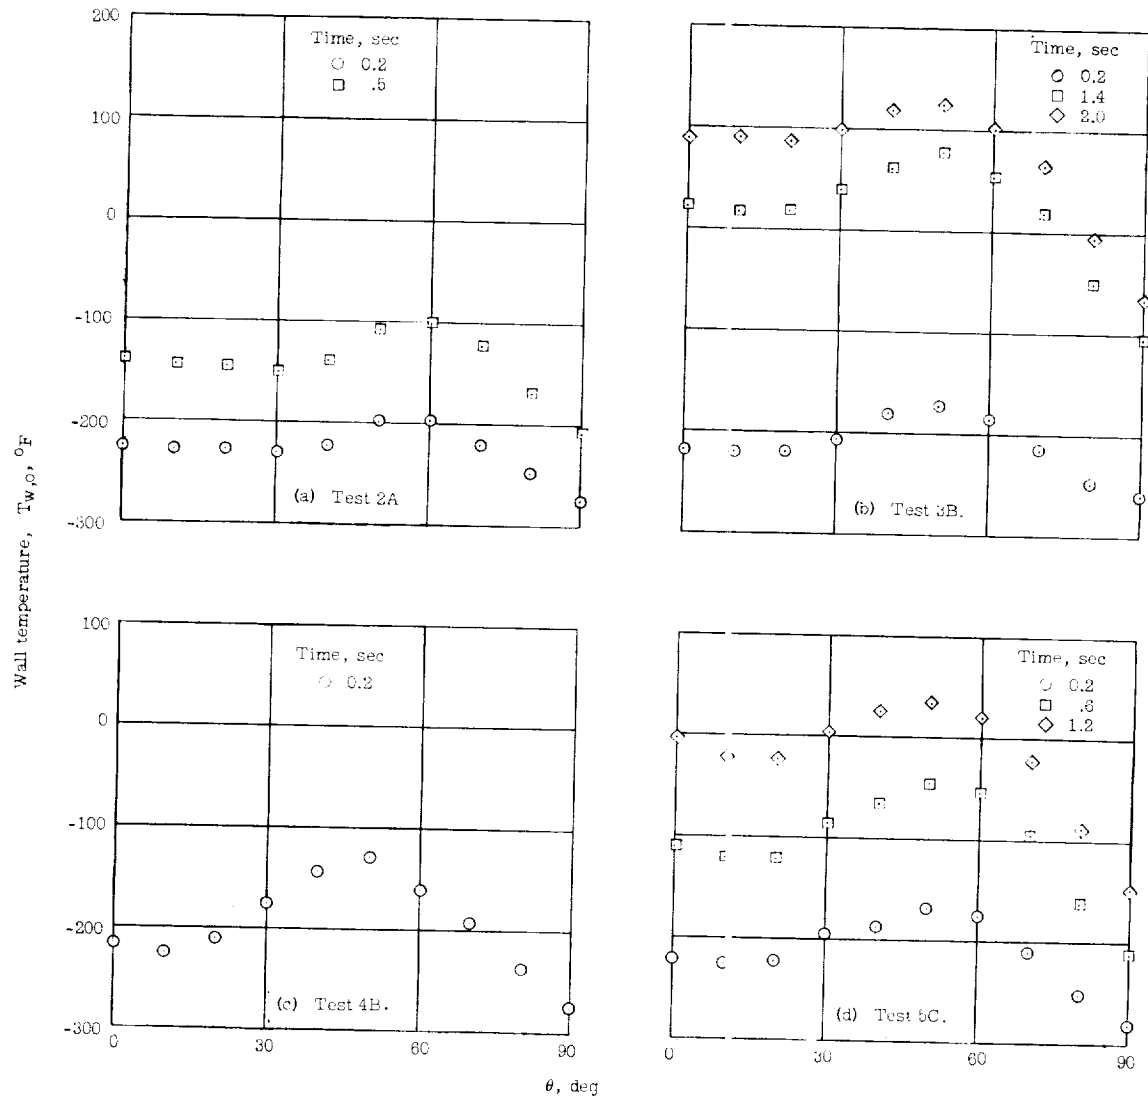 Wall temperature, Tw,o, °F
200
100
0
-100
-200
-300
Time, sec
0.2
.5
(a) Test 2A
Time, sec
0.2
1.4
2.0
(b) Test 3B.
100
0
-100
-200
-300
Time, sec
0.2
(c) Test 4B.
0
30
60
90
Time, sec
0.2
.6
1.2
(d) Test 5C.
0
30
60
90
θ, deg